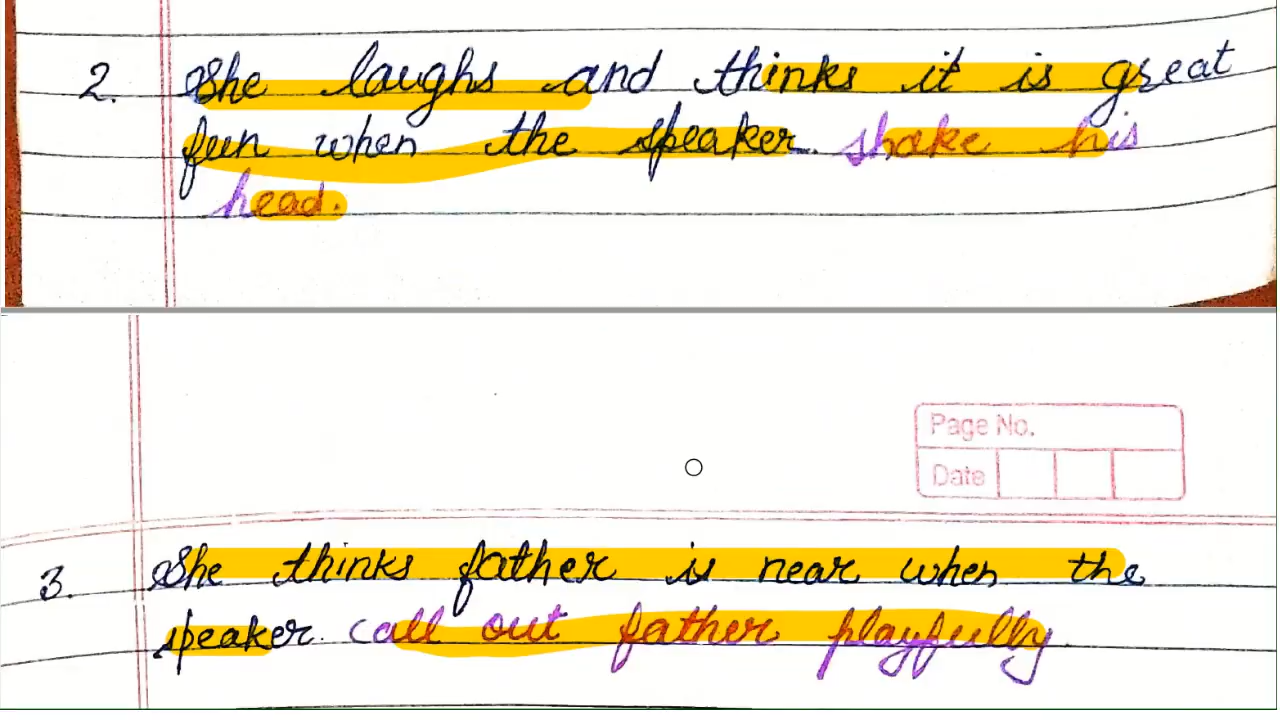 2. She laughs and thinks it is great
fun when the speaker. shake his
head.
Page No.
Date
3. She thinks father is near when the
speaker. call out father playfully.